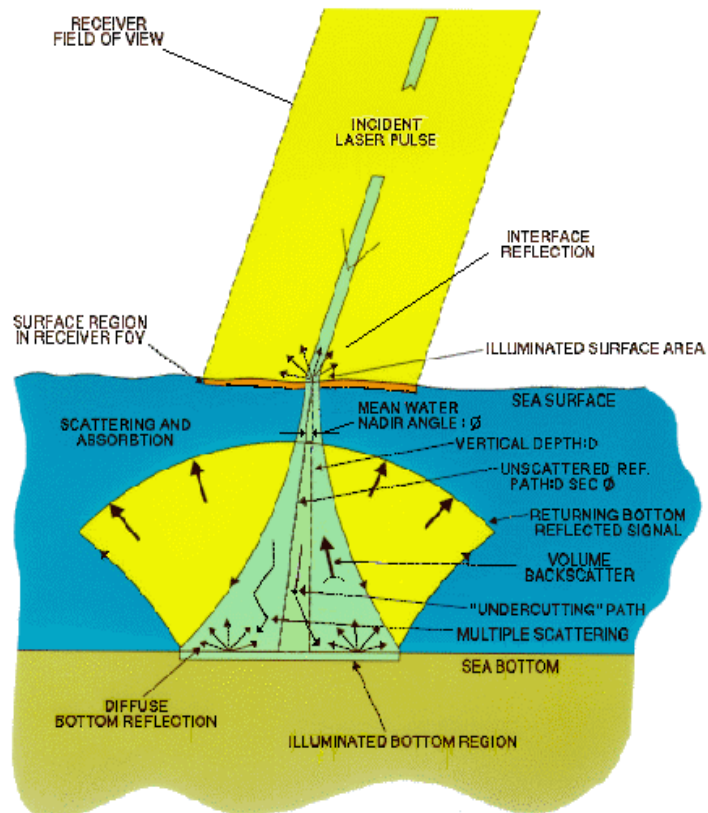 RECEIVER
FIELD OF VIEW
INCIDENT
LASER PULSE
INTERFACE
REFLECTION
SURFACE REGION
IN RECEIVER FOV
ILLUMINATED SURFACE AREA
SEA SURFACE
MEAN WATER
NADIR ANGLE : Ø
SCATTERING AND
ABSORBTION
VERTICAL DEPTH:D
UNSCATTERED REF.
PATH:D SEC Ø
RETURNING BOTTOM
REFLECTED SIGNAL
VOLUME
BACKSCATTER
"UNDERCUTTING" PATH
MULTIPLE SCATTERING
SEA BOTTOM
DIFFUSE
BOTTOM REFLECTION
ILLUMINATED BOTTOM REGION